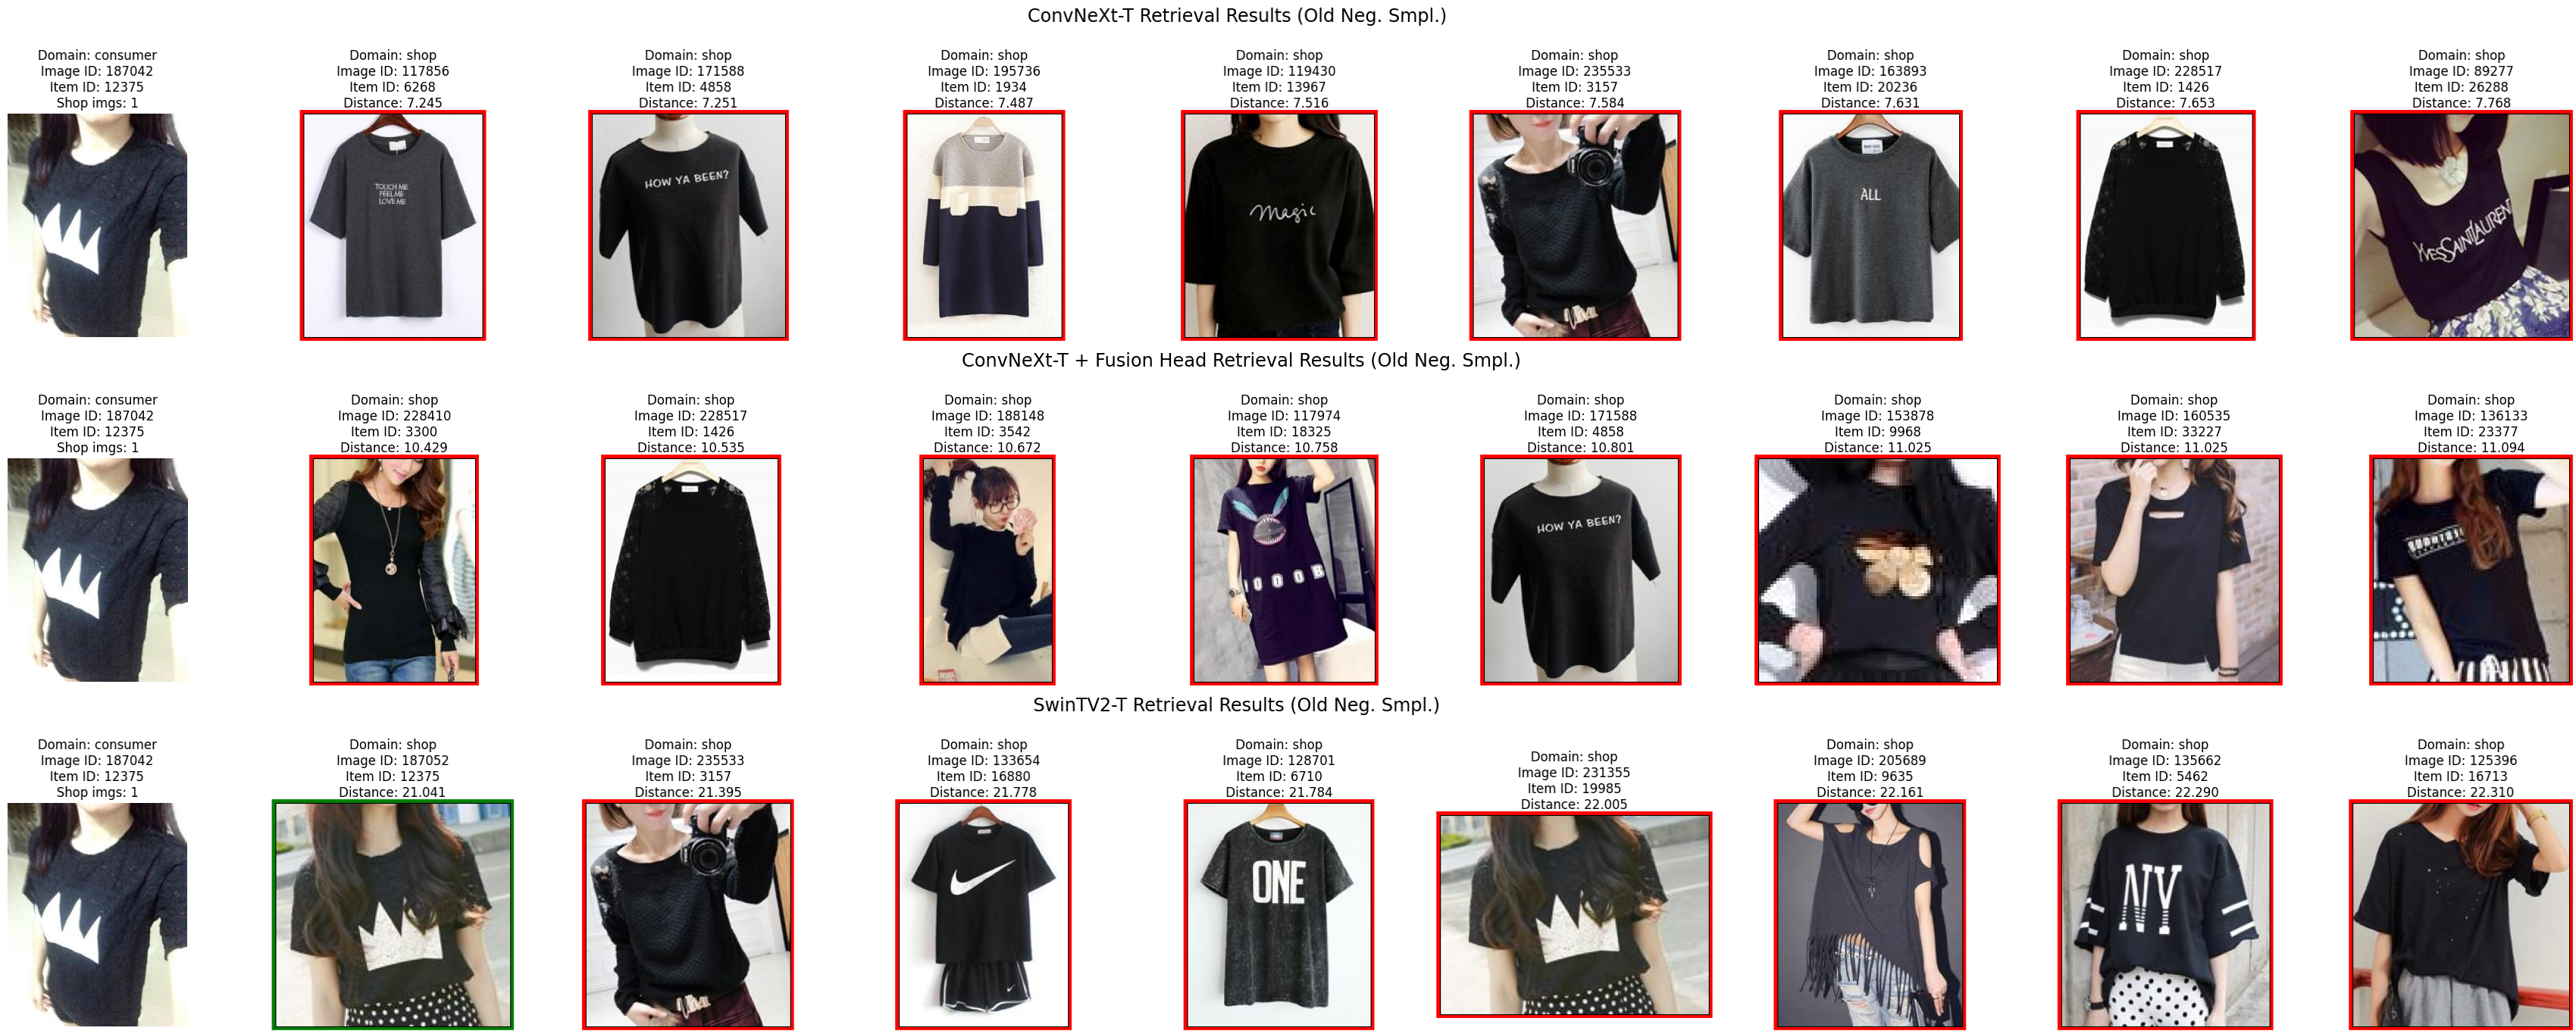 ConvNeXt-T Retrieval Results (Old Neg. Smpl.)
Domain: consumer
Image ID: 187042
Item ID: 12375
Shop imgs: 1
Domain: shop
Image ID: 117856
Item ID: 6268
Distance: 7.245
TOUCH ME
FEEL ME
LOVE ME
Domain: shop
Image ID: 171588
Item ID: 4858
Distance: 7.251
HOW YA BEEN?
Domain: shop
Image ID: 195736
Item ID: 1934
Distance: 7.487
Domain: shop
Image ID: 119430
Item ID: 13967
Distance: 7.516
Magic
Domain: shop
Image ID: 235533
Item ID: 3157
Distance: 7.584
Domain: shop
Image ID: 163893
Item ID: 20236
Distance: 7.631
ALL
Domain: shop
Image ID: 228517
Item ID: 1426
Distance: 7.653
Domain: shop
Image ID: 89277
Item ID: 26288
Distance: 7.768
YVESSAINTLAURENT
ConvNeXt-T + Fusion Head Retrieval Results (Old Neg. Smpl.)
Domain: consumer
Image ID: 187042
Item ID: 12375
Shop imgs: 1
Domain: shop
Image ID: 228410
Item ID: 3300
Distance: 10.429
Domain: shop
Image ID: 228517
Item ID: 1426
Distance: 10.535
Domain: shop
Image ID: 188148
Item ID: 3542
Distance: 10.672
Domain: shop
Image ID: 117974
Item ID: 18325
Distance: 10.758
Domain: shop
Image ID: 171588
Item ID: 4858
Distance: 10.801
HOW YA BEEN?
Domain: shop
Image ID: 153878
Item ID: 9968
Distance: 11.025
Domain: shop
Image ID: 160535
Item ID: 33227
Distance: 11.025
Domain: shop
Image ID: 136133
Item ID: 23377
Distance: 11.094
SwinTV2-T Retrieval Results (Old Neg. Smpl.)
Domain: consumer
Image ID: 187042
Item ID: 12375
Shop imgs: 1
Domain: shop
Image ID: 187052
Item ID: 12375
Distance: 21.041
Domain: shop
Image ID: 235533
Item ID: 3157
Distance: 21.395
Domain: shop
Image ID: 133654
Item ID: 16880
Distance: 21.778
Domain: shop
Image ID: 128701
Item ID: 6710
Distance: 21.784
ONE
Domain: shop
Image ID: 231355
Item ID: 19985
Distance: 22.005
Domain: shop
Image ID: 205689
Item ID: 9635
Distance: 22.161
Domain: shop
Image ID: 135662
Item ID: 5462
Distance: 22.290
NY
Domain: shop
Image ID: 125396
Item ID: 16713
Distance: 22.310